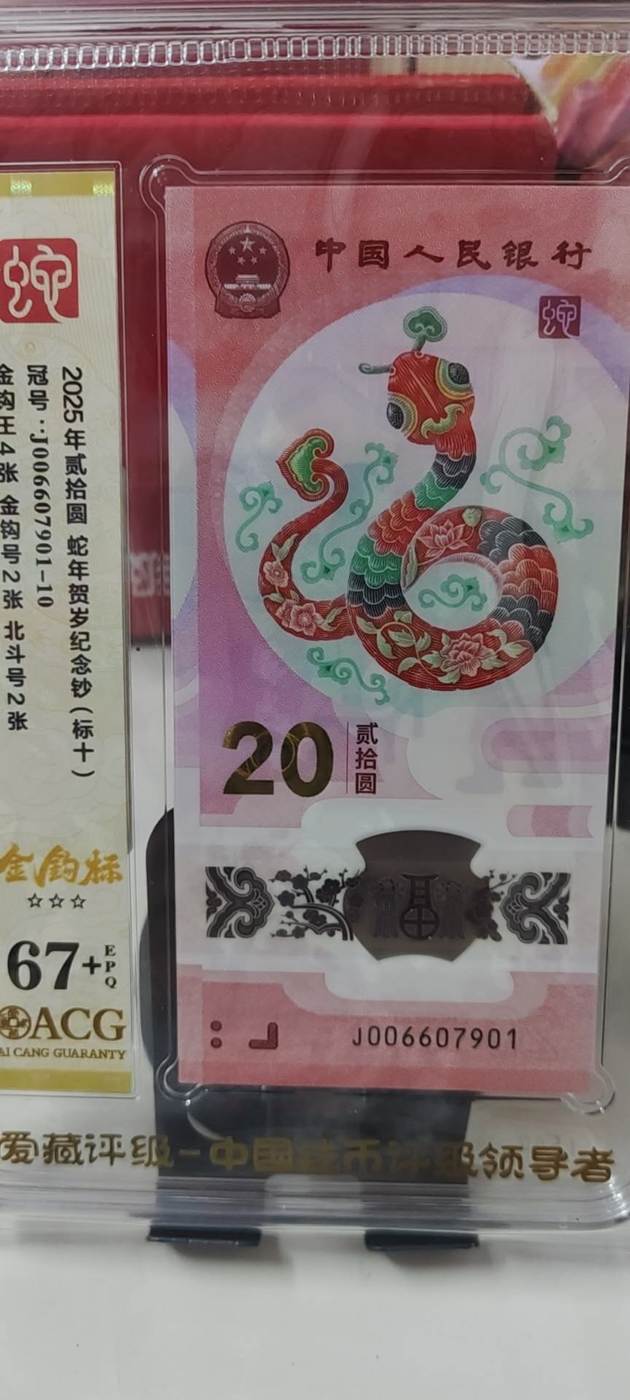 中国人民银行
蛇
20
贰拾圆
J006607901
蛇
2025年贰拾圆 蛇年贺岁纪念钞(标十)
冠号:J006607901-10
金钩王4张 金钩号2张 北斗号2张
金钩标
☆☆☆
67+EPQ
ACG
AI CANG GUARANTY
爱藏评级-中国钱币评级领导者